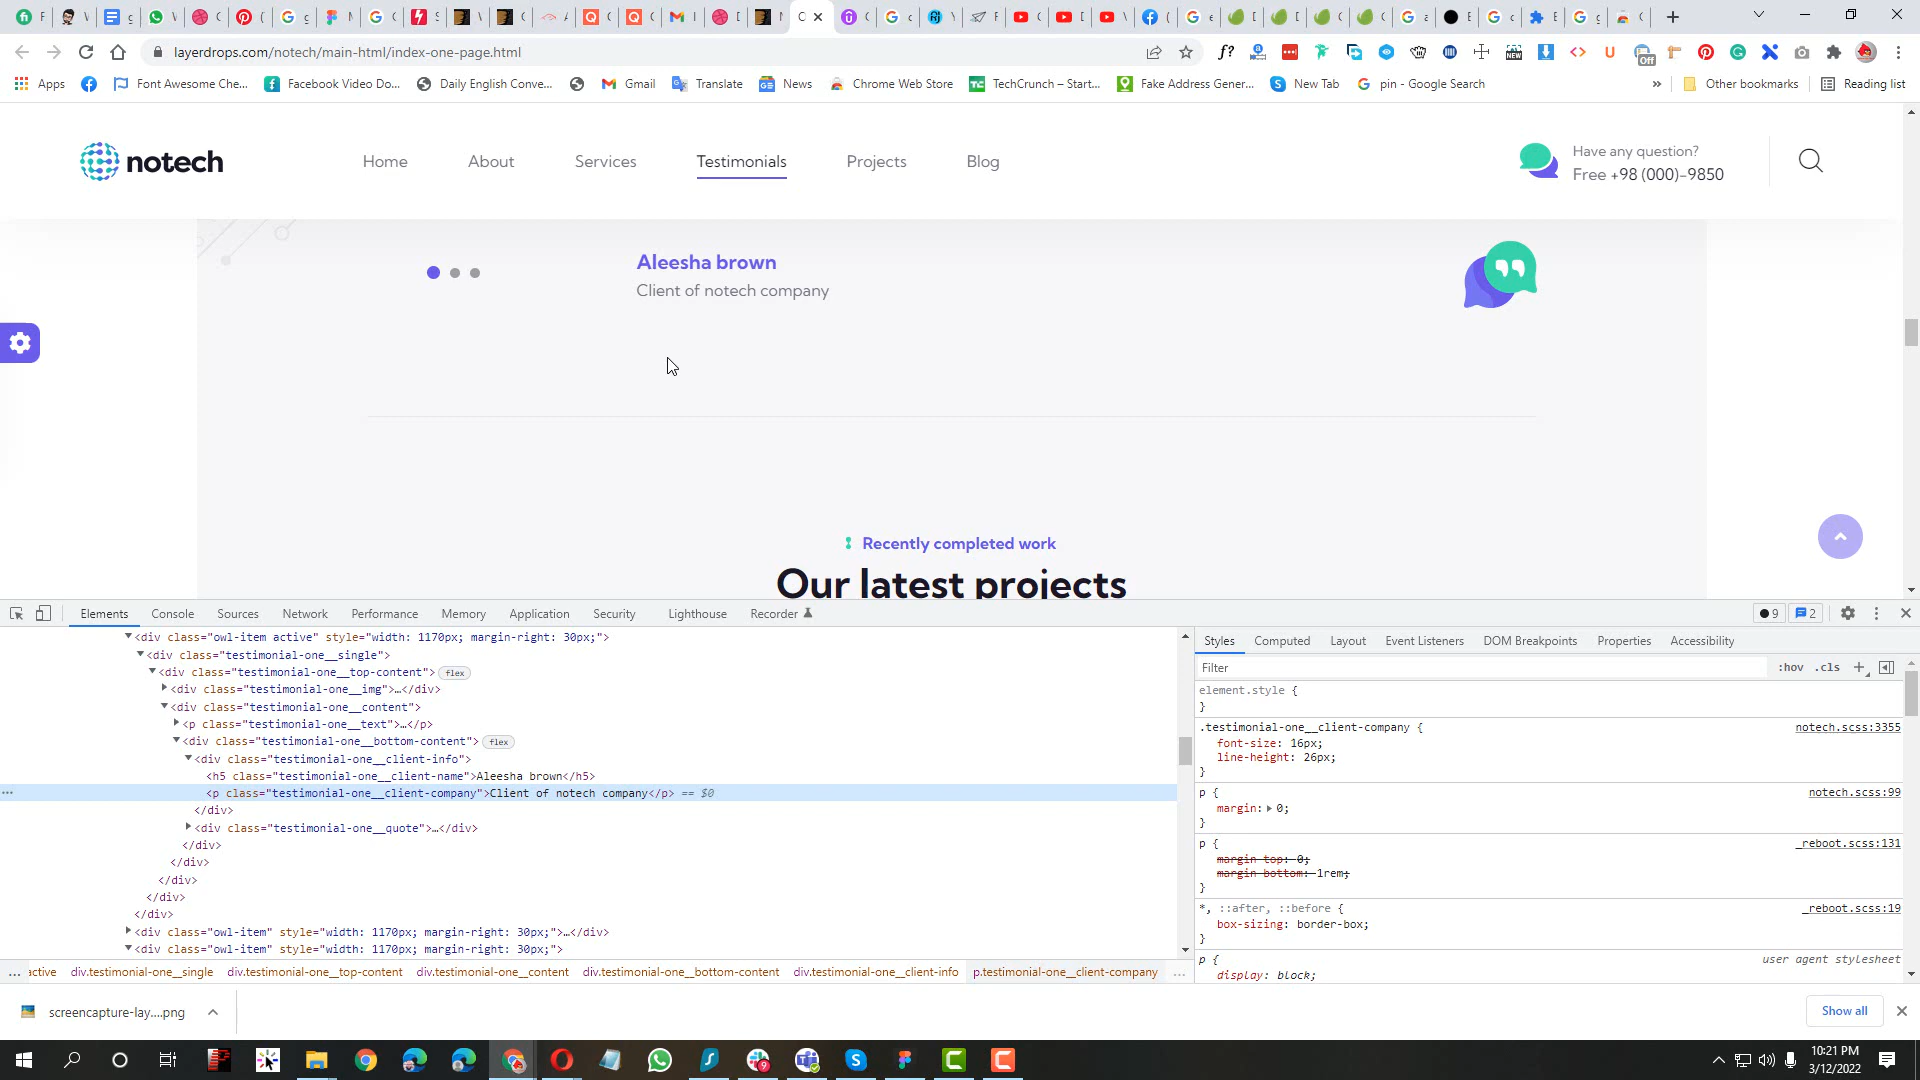 layerdrops.com/notech/main-html/index-one-page.html
Off
Apps
Font Awesome Che...
Facebook Video Do...
Daily English Conve...
Gmail
Translate
News
Chrome Web Store
TechCrunch – Start...
Fake Address Gener...
New Tab
pin - Google Search
»
Other bookmarks
Reading list
notech
Home
About
Services
Testimonials
Projects
Blog
Have any question?
Free +98 (000)-9850
Aleesha brown
Client of notech company
Recently completed work
Our latest projects
Elements
Console
Sources
Network
Performance
Memory
Application
Security
Lighthouse
Recorder
9
2
<div class="owl-item active" style="width: 1170px; margin-right: 30px;">
<div class="testimonial-one__single">
<div class="testimonial-one__top-content"> flex
<div class="testimonial-one__img">…</div>
<div class="testimonial-one__content">
<p class="testimonial-one__text">…</p>
<div class="testimonial-one__bottom-content"> flex
<div class="testimonial-one__client-info">
<h5 class="testimonial-one__client-name">Aleesha brown</h5>
<p class="testimonial-one__client-company">Client of notech company</p> == $0
</div>
<div class="testimonial-one__quote">…</div>
</div>
</div>
</div>
</div>
</div>
<div class="owl-item" style="width: 1170px; margin-right: 30px;">…</div>
<div class="owl-item" style="width: 1170px; margin-right: 30px;">
... active
div.testimonial-one__single
div.testimonial-one__top-content
div.testimonial-one__content
div.testimonial-one__bottom-content
div.testimonial-one__client-info
p.testimonial-one__client-company
...
Styles
Computed
Layout
Event Listeners
DOM Breakpoints
Properties
Accessibility
Filter
:hov .cls +
element.style {
}
.testimonial-one__client-company { notech.scss:3355
font-size: 16px;
line-height: 26px;
}
p { notech.scss:99
margin: 0;
}
p { _reboot.scss:131
margin-top: 0;
margin-bottom: 1rem;
}
*, ::after, ::before { _reboot.scss:19
box-sizing: border-box;
}
p { user agent stylesheet
display: block;
screencapture-lay....png
Show all
10:21 PM
3/12/2022